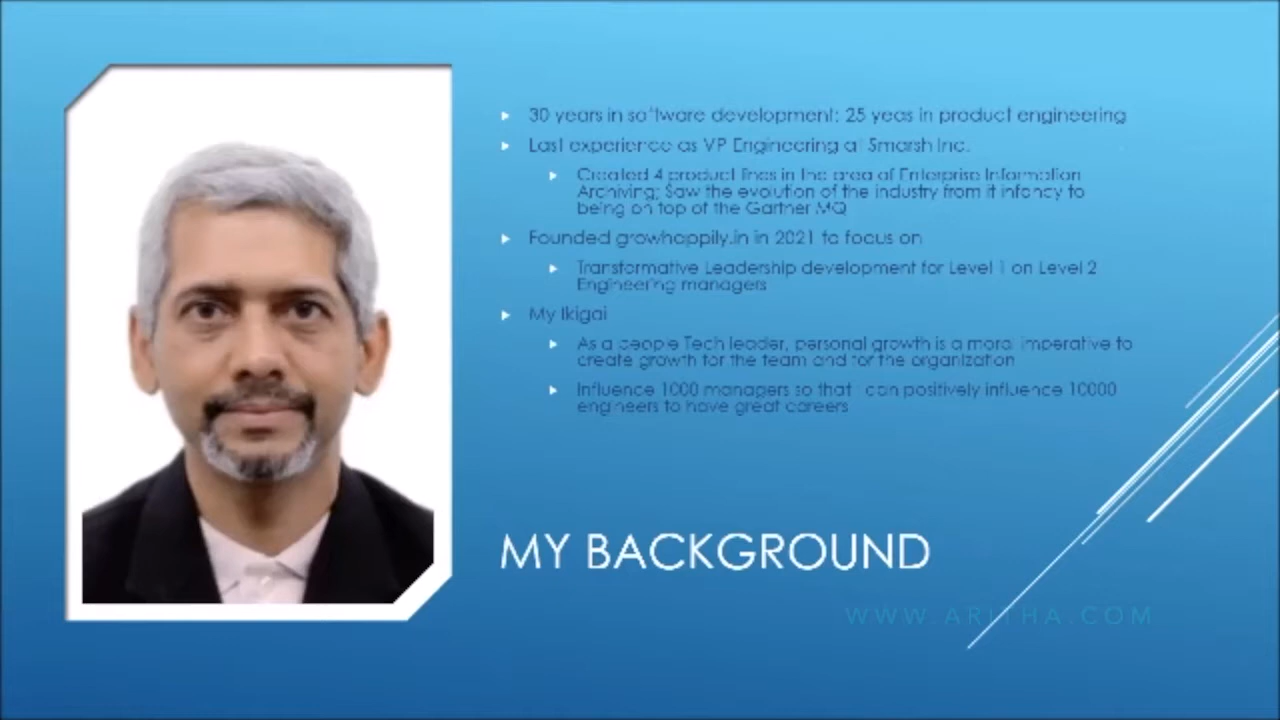 30 years in software development; 25 yeas in product engineering
Last experience as VP Engineering at Smarsh Inc.
Created 4 product lines in the area of Enterprise Information
Archiving; Saw the evolution of the industry from it infancy to
being on top of the Gartner MQ
Founded growhappily.in in 2021 to focus on
Transformative Leadership development for Level 1 on Level 2
Engineering managers
My Ikigai
As a people Tech leader, personal growth is a moral imperative to
create growth for the team and for the organization
Influence 1000 managers so that I can positively influence 10000
engineers to have great careers
MY BACKGROUND
WWW.ARITHA.COM